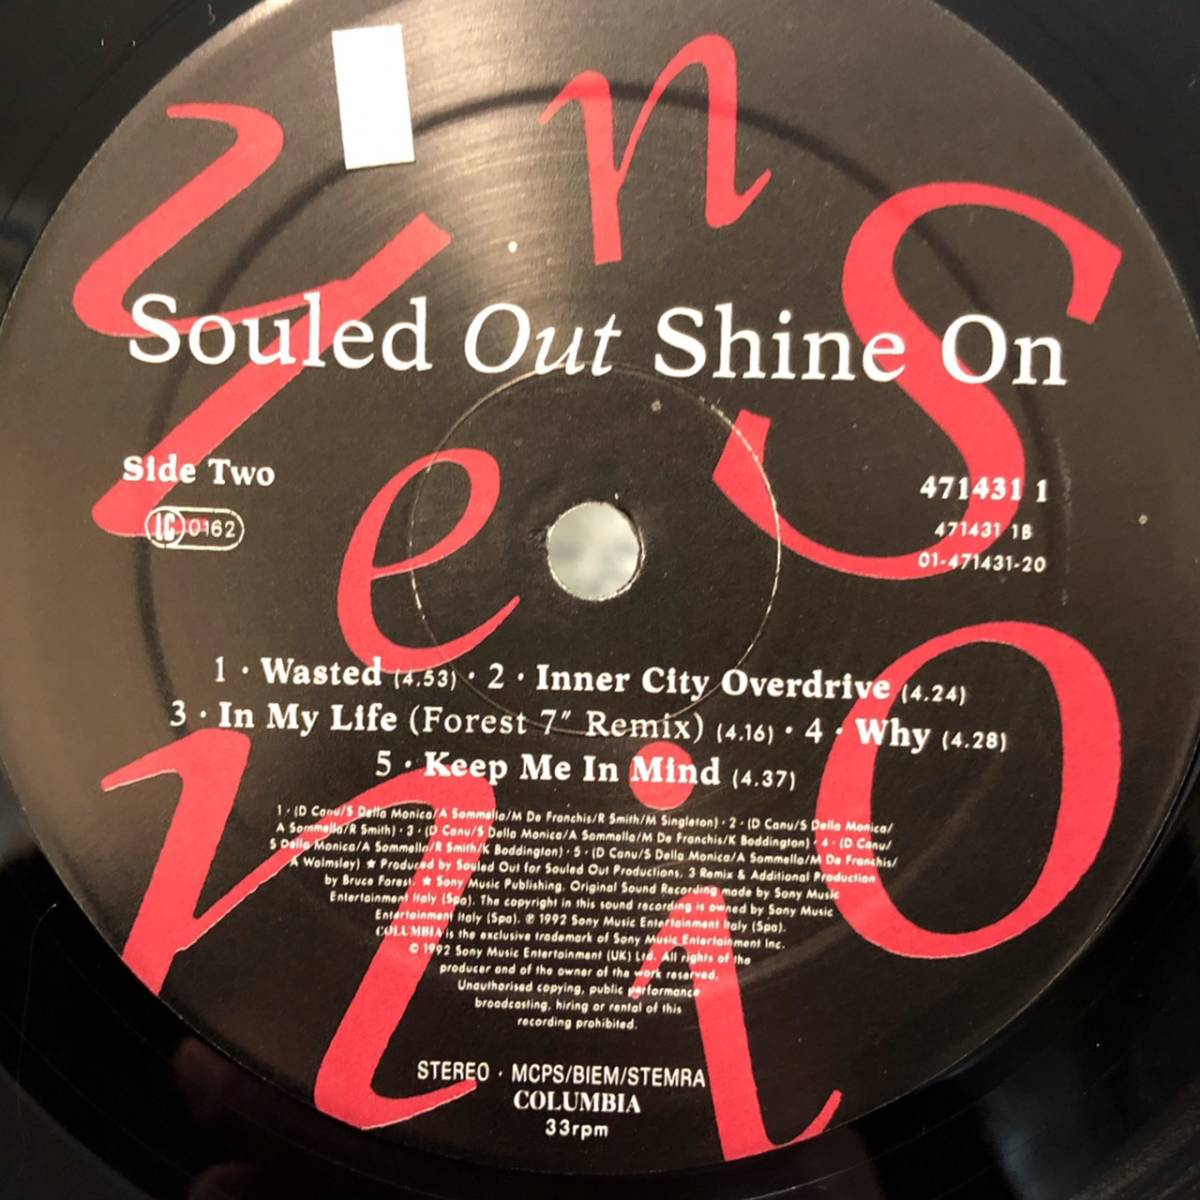 Souled Out Shine On
Side Two
LC 0162
471431 1
471431 1B
01-471431-20
1 · Wasted (4.53) · 2 · Inner City Overdrive (4.24)
3 · In My Life (Forest 7″ Remix) (4.16) · 4 · Why (4.28)
5 · Keep Me In Mind (4.37)
1 · (D Canu/S Della Monica/A Sommella/M De Franchis/R Smith/M Singleton) · 2 · (D Canu/S Della Monica/
A Sommella/R Smith) · 3 · (D Canu/S Della Monica/A Sommella/M De Franchis/K Boddington) · 4 · (D Canu/
S Della Monica/A Sommella/R Smith/K Boddington) · 5 · (D Canu/S Della Monica/A Sommella/M De Franchis/
A Walmsley) ★ Produced by Souled Out for Souled Out Productions. 3 Remix & Additional Production
by Bruce Forest. ★ Sony Music Publishing. Original Sound Recording made by Sony Music
Entertainment Italy (Spa). The copyright in this sound recording is owned by Sony Music
Entertainment Italy (Spa). ℗ 1992 Sony Music Entertainment Italy (Spa).
COLUMBIA is the exclusive trademark of Sony Music Entertainment Inc.
© 1992 Sony Music Entertainment (UK) Ltd. All rights of the
producer and of the owner of the work reserved.
Unauthorised copying, public performance
broadcasting, hiring or rental of this
recording prohibited.
STEREO · MCPS/BIEM/STEMRA
COLUMBIA
33rpm